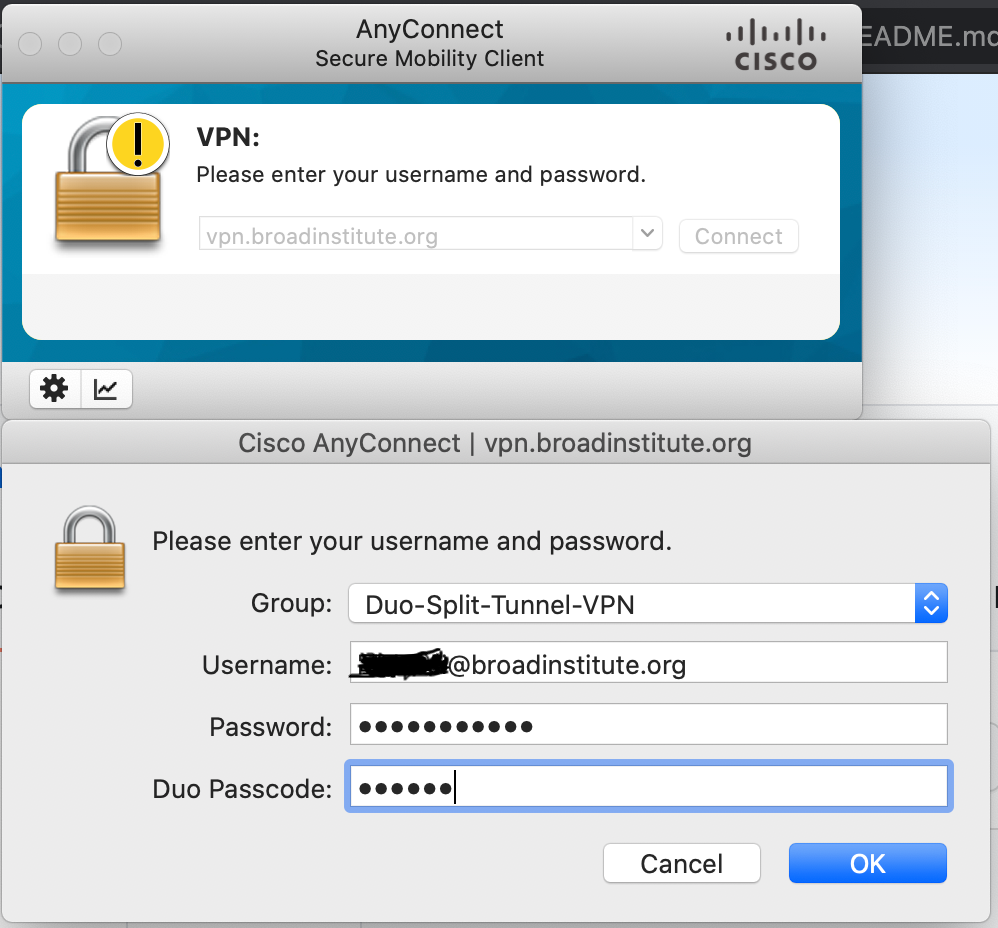 AnyConnect
Secure Mobility Client
CISCO
EADME.md
VPN:
Please enter your username and password.
vpn.broadinstitute.org
Connect
Cisco AnyConnect | vpn.broadinstitute.org
Please enter your username and password.
Group: Duo-Split-Tunnel-VPN
Username: @broadinstitute.org
Password: •••••••••••
Duo Passcode: ••••••
Cancel OK